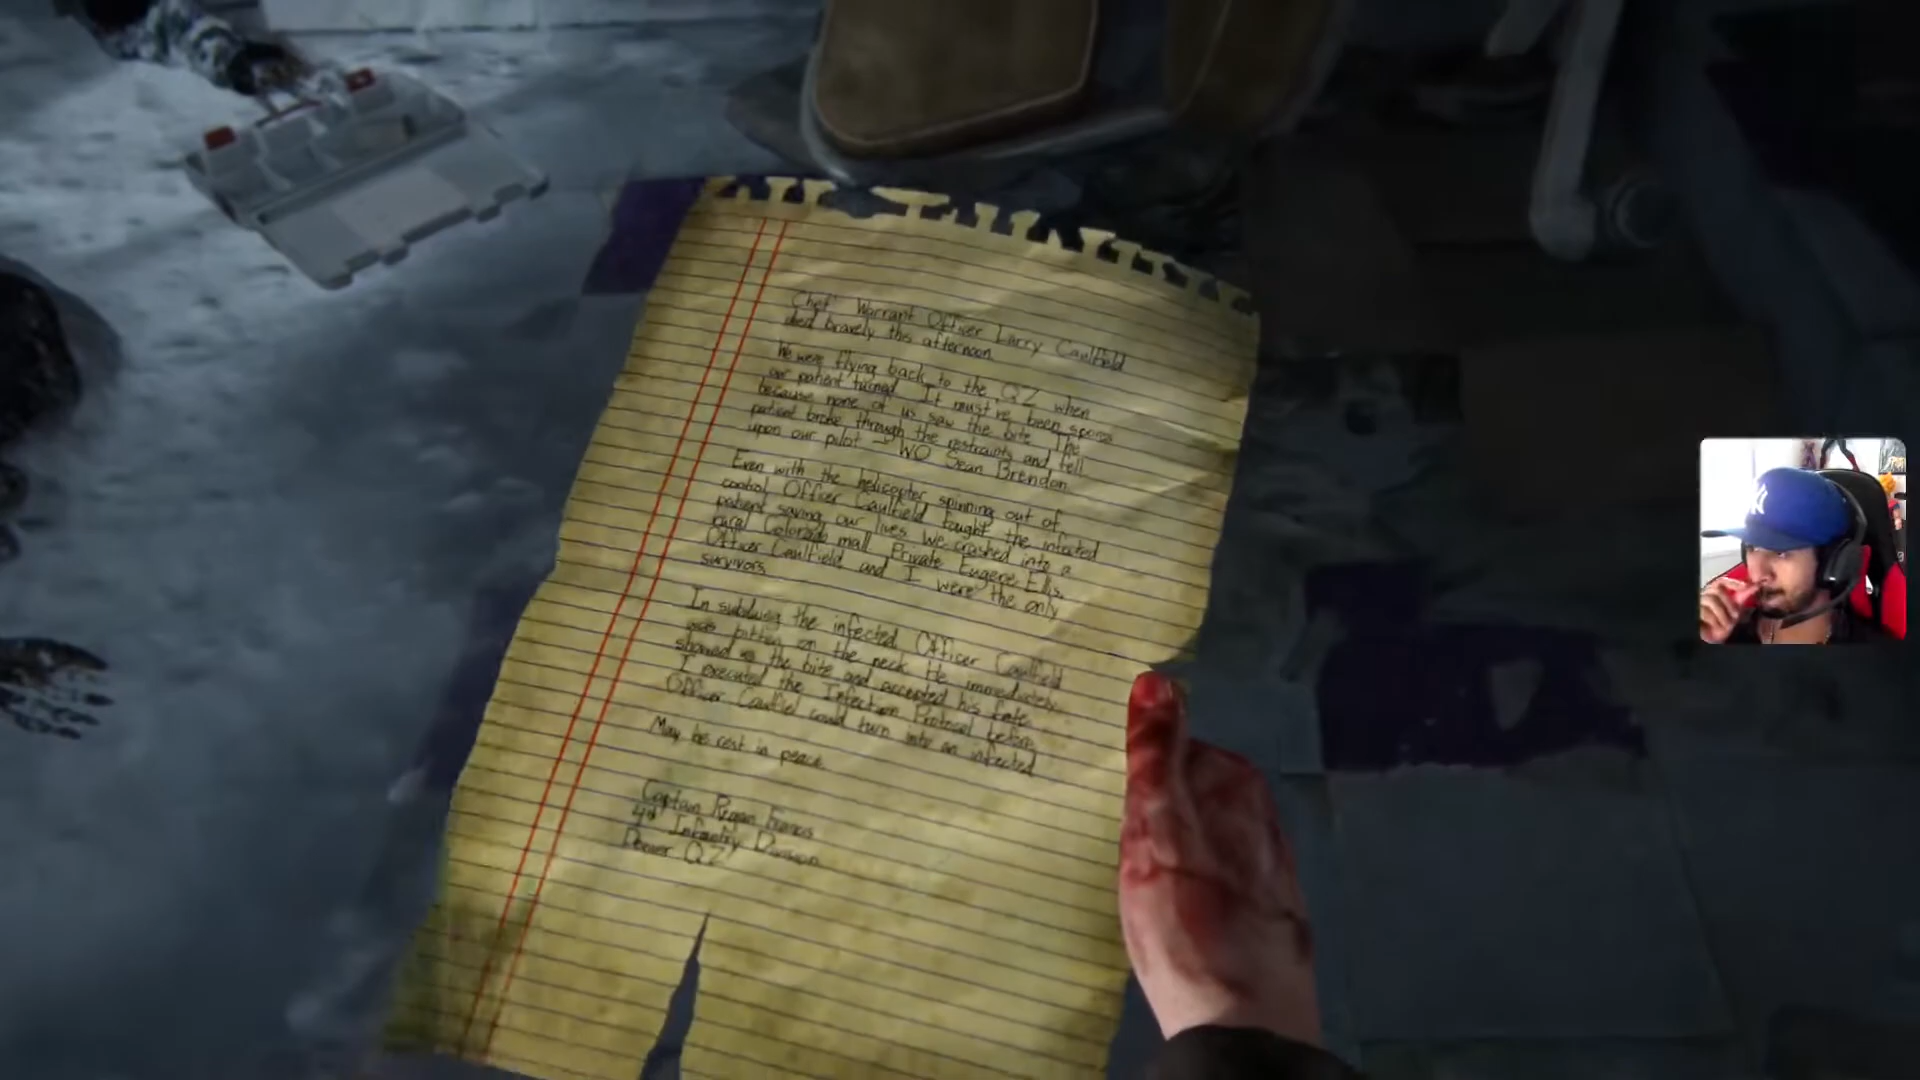 Chief Warrant Officer Larry Caulfield
died bravely this afternoon.
We were flying back to the QZ when
our patient turned. It must've been spores
because none of us saw the bite. The
patient broke through the restraints and fell
upon our pilot - WO Sean Brendon.
Even with the helicopter spinning out of
control Officer Caulfield fought the infected
patient saving our lives. We crashed into a
rural Colorado mall. Private Eugene Ellis,
Officer Caulfield and I were the only
survivors.
In subduing the infected, Officer Caulfield
was bitten on the neck. He immediately
showed us the bite and accepted his fate.
I executed the Infection Protocol before
Officer Caulfiel could turn into an infected.
May he rest in peace.
Captain Regan Francis
4th Infantry Division
Denver QZ